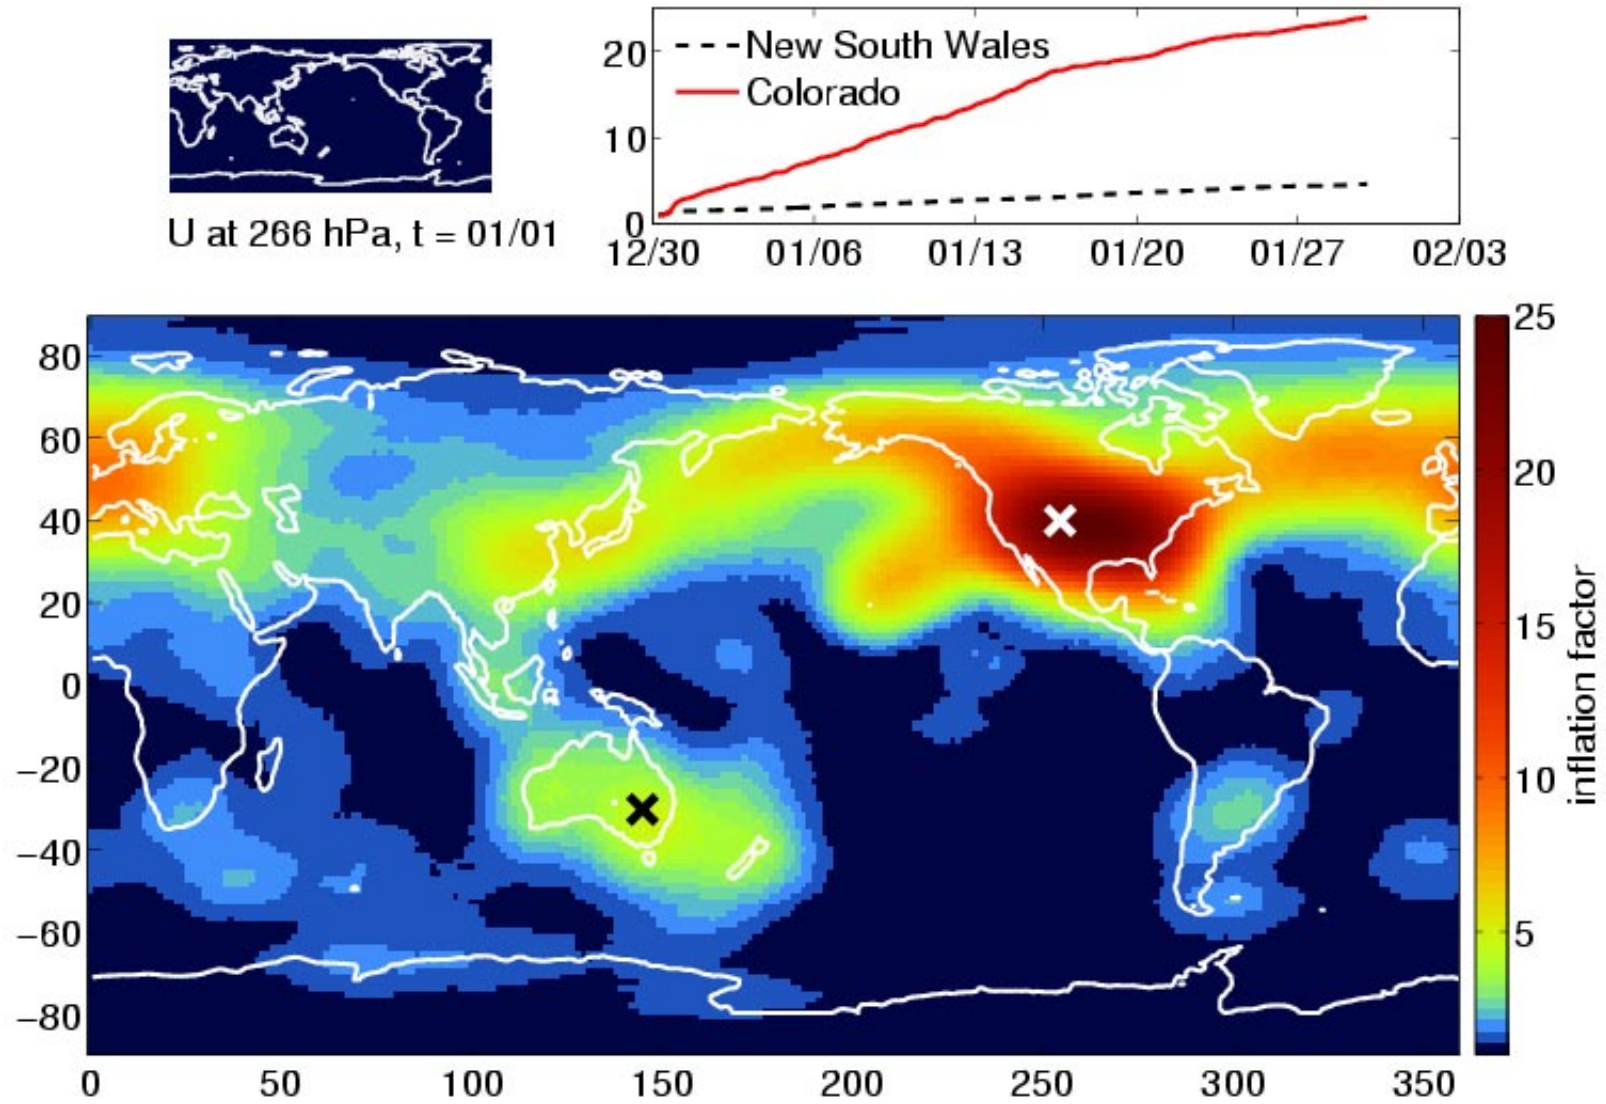 U at 266 hPa, t = 01/01
20
10
0
New South Wales
Colorado
12/30 01/06 01/13 01/20 01/27 02/03
80
60
40
20
0
−20
−40
−60
−80
0 50 100 150 200 250 300 350
25
20
15
10
5
inflation factor